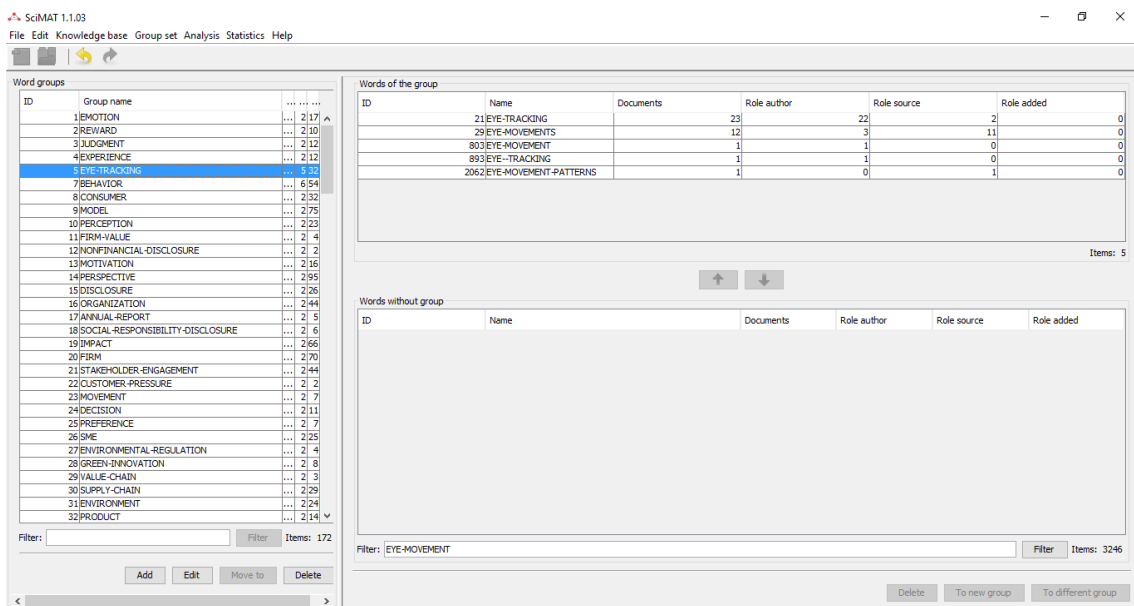 SciMAT 1.1.03
File Edit Knowledge base Group set Analysis Statistics Help
Word groups
ID Group name ... ... ...
1 EMOTION ... 2 17
2 REWARD ... 2 10
3 JUDGMENT ... 2 12
4 EXPERIENCE ... 2 12
5 EYE-TRACKING ... 5 32
7 BEHAVIOR ... 6 54
8 CONSUMER ... 2 32
9 MODEL ... 2 75
10 PERCEPTION ... 2 23
11 FIRM-VALUE ... 2 4
12 NONFINANCIAL-DISCLOSURE ... 2 2
13 MOTIVATION ... 2 16
14 PERSPECTIVE ... 2 95
15 DISCLOSURE ... 2 26
16 ORGANIZATION ... 2 44
17 ANNUAL-REPORT ... 2 5
18 SOCIAL-RESPONSIBILITY-DISCLOSURE ... 2 6
19 IMPACT ... 2 66
20 FIRM ... 2 70
21 STAKEHOLDER-ENGAGEMENT ... 2 44
22 CUSTOMER-PRESSURE ... 2 2
23 MOVEMENT ... 2 7
24 DECISION ... 2 11
25 PREFERENCE ... 2 7
26 SME ... 2 25
27 ENVIRONMENTAL-REGULATION ... 2 4
28 GREEN-INNOVATION ... 2 8
29 VALUE-CHAIN ... 2 3
30 SUPPLY-CHAIN ... 2 29
31 ENVIRONMENT ... 2 24
32 PRODUCT ... 2 14
Filter: Filter Items: 172
Add Edit Move to Delete
Words of the group
ID Name Documents Role author Role source Role added
21 EYE-TRACKING 23 22 2 0
29 EYE-MOVEMENTS 12 3 11 0
803 EYE-MOVEMENT 1 1 0 0
893 EYE--TRACKING 1 1 0 0
2062 EYE-MOVEMENT-PATTERNS 1 0 1 0
Items: 5
Words without group
ID Name Documents Role author Role source Role added
Filter: EYE-MOVEMENT Filter Items: 3246
Delete To new group To different group